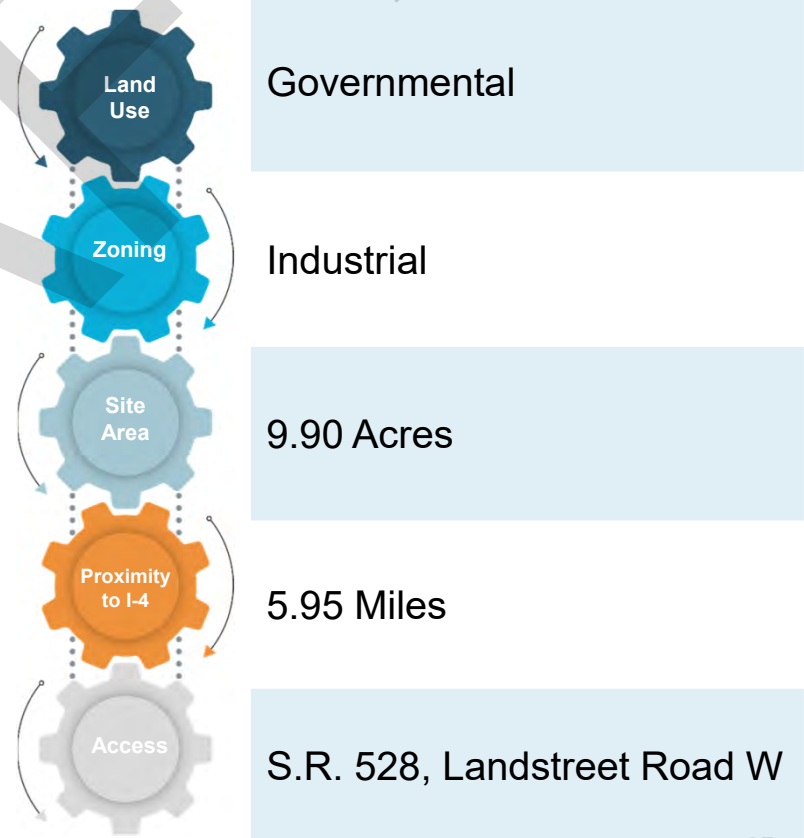 Land
Use
Governmental
Zoning
Industrial
Site
Area
9.90 Acres
Proximity
to I-4
5.95 Miles
Access
S.R. 528, Landstreet Road W